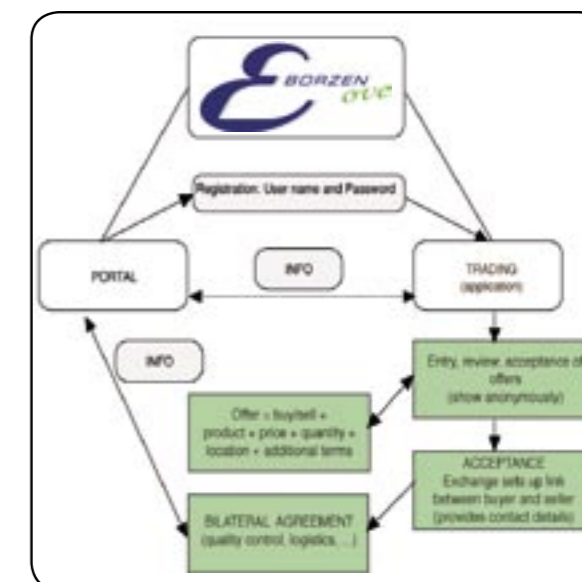 E BORZEN
ove
Registration: User name and Password
INFO
PORTAL
TRADING
(application)
INFO
Entry, review, acceptance of
offers
(show anonymously)
Offer = buy/sell +
product + price + quantity +
location + additional terms
ACCEPTANCE
Exchange sets up link
between buyer and seller
(provides contact details)
BILATERAL AGREEMENT
(quality control, logistics, ...)